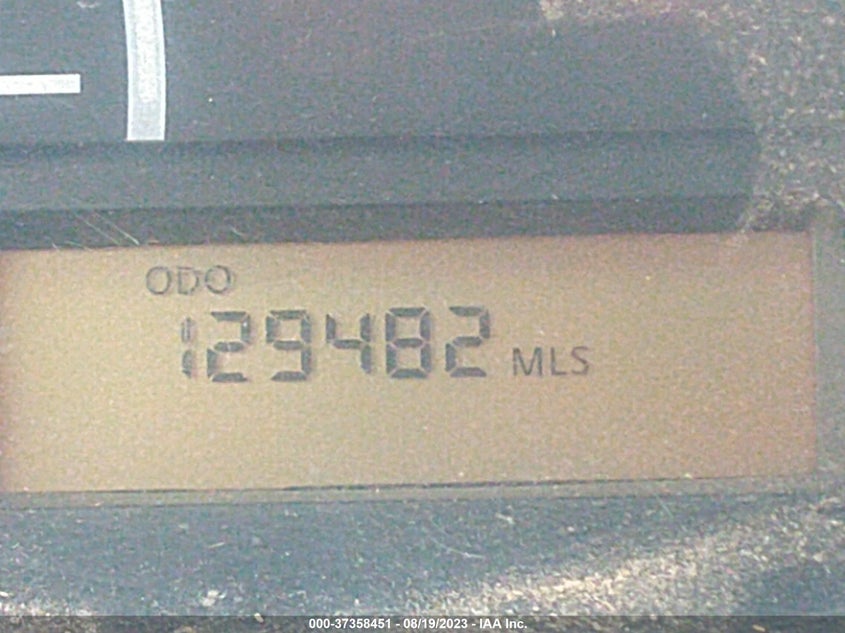 ODO
129482 MLS
000-37358451 - 08/19/2023 - IAA Inc.